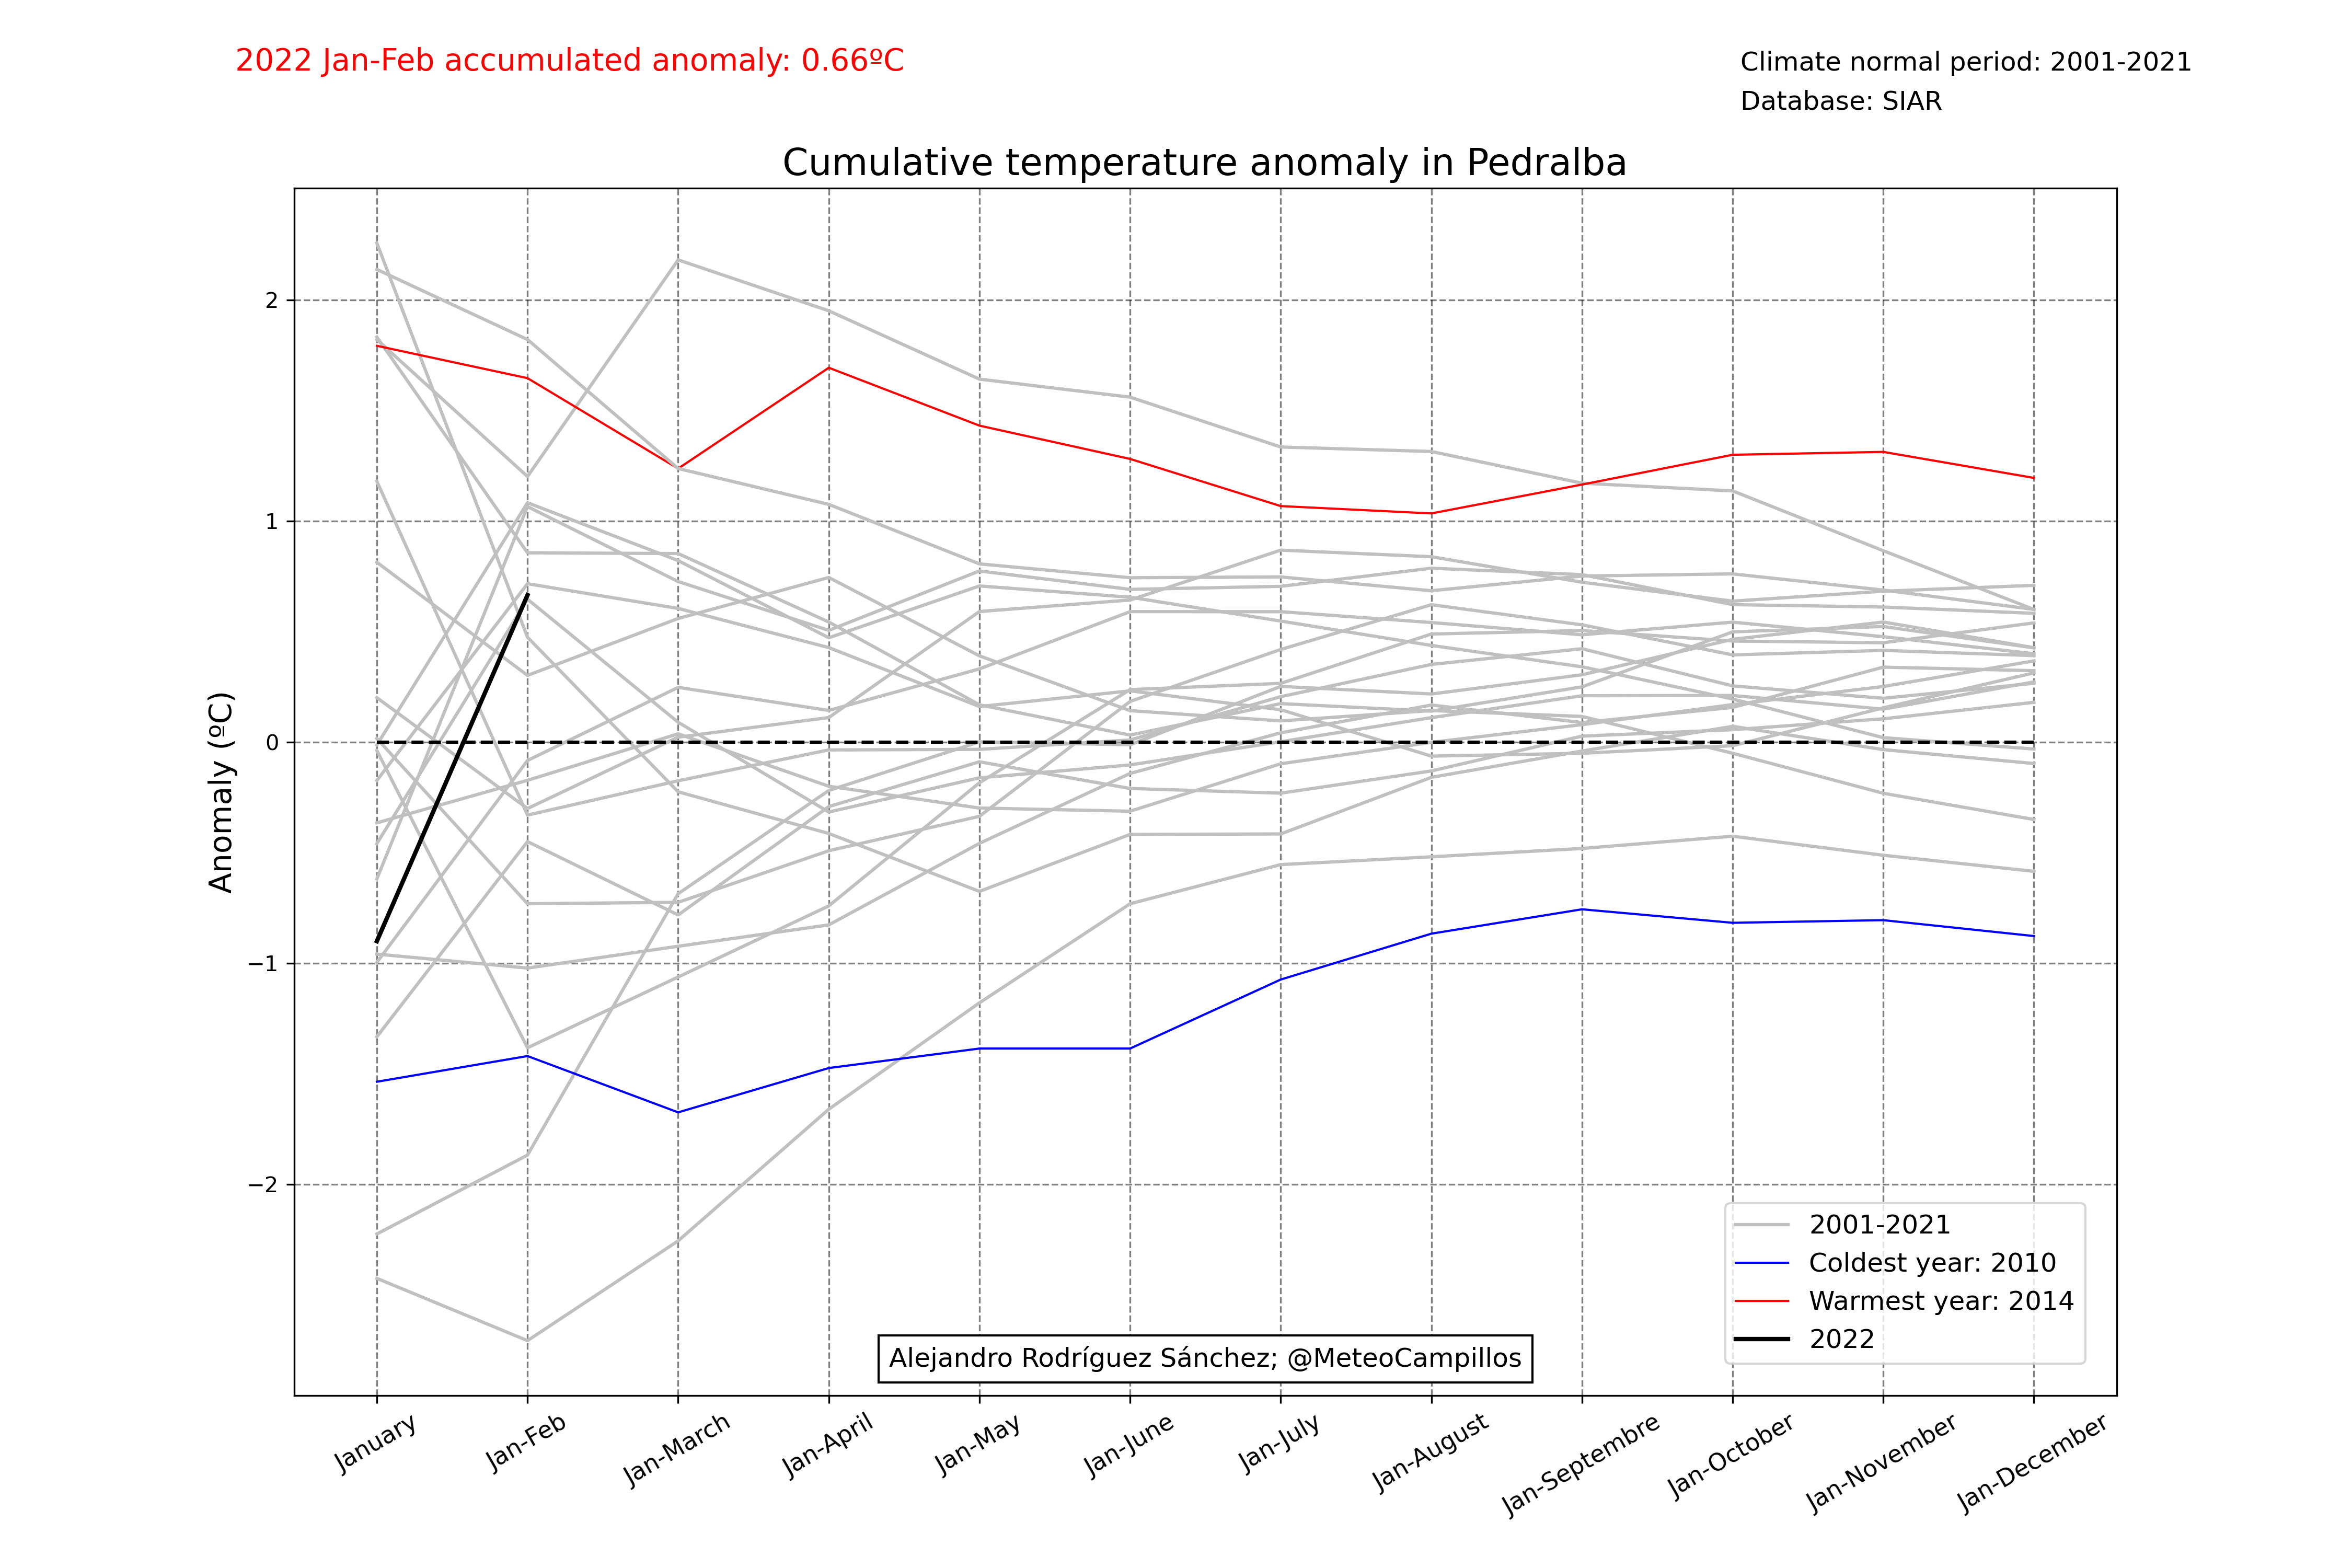 2022 Jan-Feb accumulated anomaly: 0.66ºC
Climate normal period: 2001-2021
Database: SIAR
Cumulative temperature anomaly in Pedralba
Anomaly (ºC)
2
1
0
−1
−2
2001-2021
Coldest year: 2010
Warmest year: 2014
2022
Alejandro Rodríguez Sánchez; @MeteoCampillos
January
Jan-Feb
Jan-March
Jan-April
Jan-May
Jan-June
Jan-July
Jan-August
Jan-Septembre
Jan-October
Jan-November
Jan-December